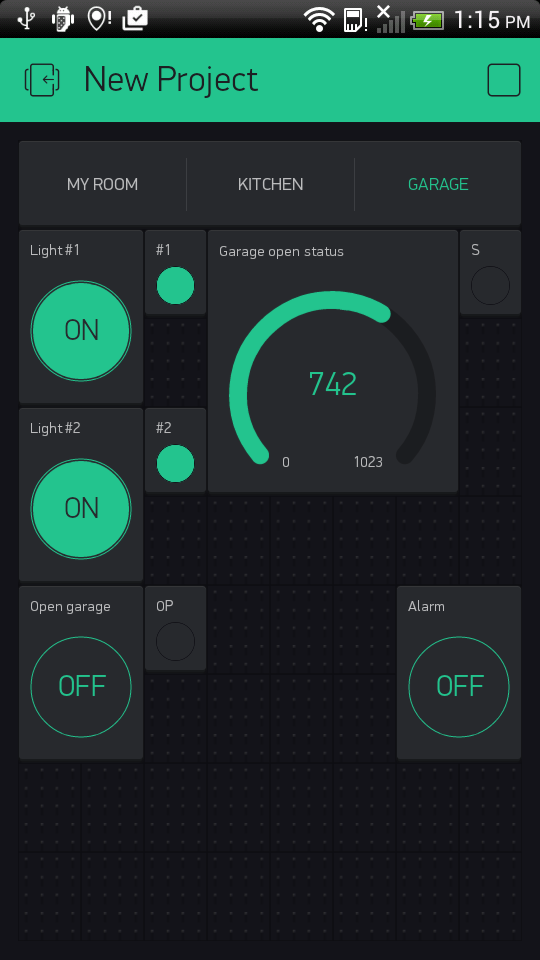 1:15 PM
New Project
MY ROOM KITCHEN GARAGE
Light #1
#1
Garage open status
S
ON
742
0 1023
Light #2
#2
ON
Open garage
OP
Alarm
OFF
OFF